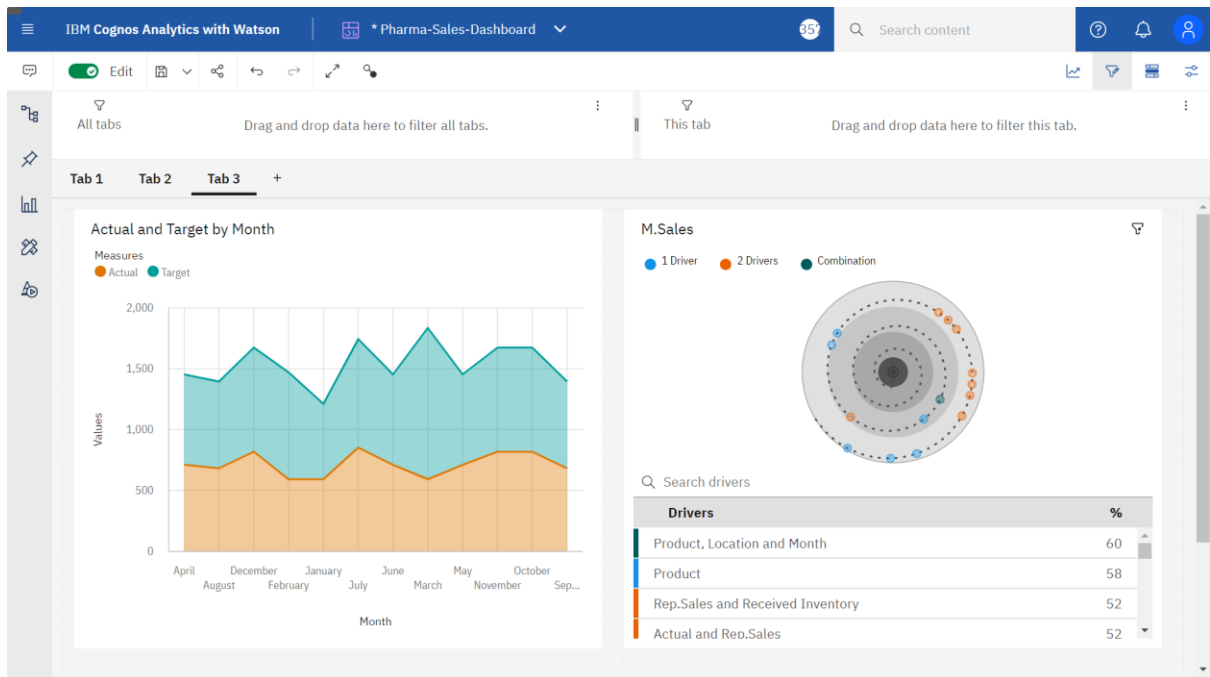 IBM Cognos Analytics with Watson
* Pharma-Sales-Dashboard
357
Search content
Edit
All tabs
Drag and drop data here to filter all tabs.
This tab
Drag and drop data here to filter this tab.
Tab 1 Tab 2 Tab 3 +
Actual and Target by Month
Measures
Actual Target
2,000
1,500
1,000
500
0
Values
April December January June May October
August February July March November Sep...
Month
M.Sales
1 Driver 2 Drivers Combination
Search drivers
Drivers %
Product, Location and Month 60
Product 58
Rep.Sales and Received Inventory 52
Actual and Rep.Sales 52